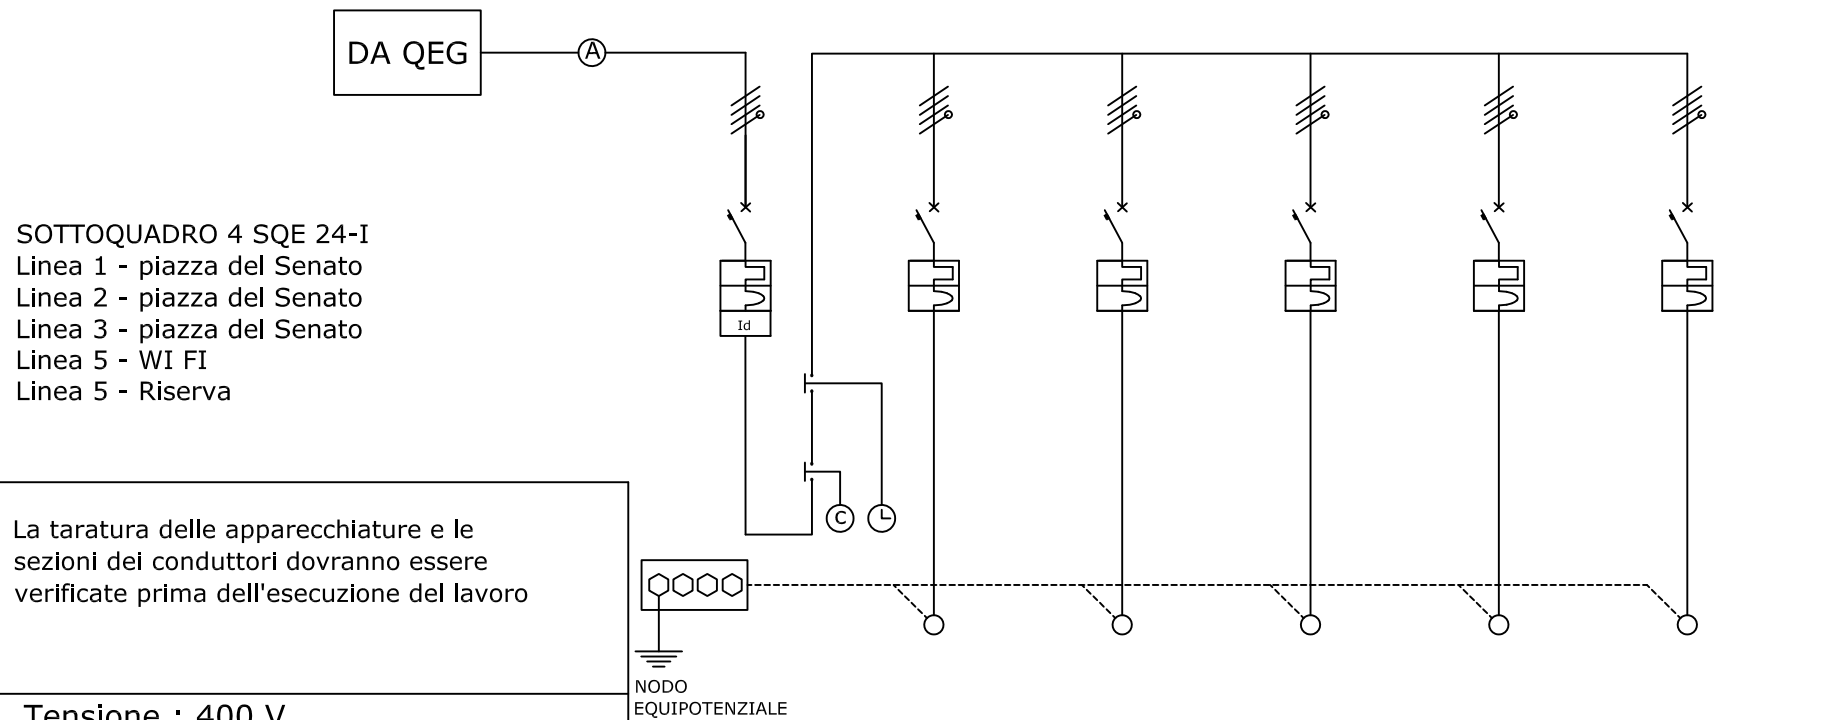 DA QEG
A
SOTTOQUADRO 4 SQE 24-I
Linea 1 - piazza del Senato
Linea 2 - piazza del Senato
Linea 3 - piazza del Senato
Linea 5 - WI FI
Linea 5 - Riserva
Id
C
La taratura delle apparecchiature e le
sezioni dei conduttori dovranno essere
verificate prima dell'esecuzione del lavoro
NODO
EQUIPOTENZIALE
Tensione : 400 V